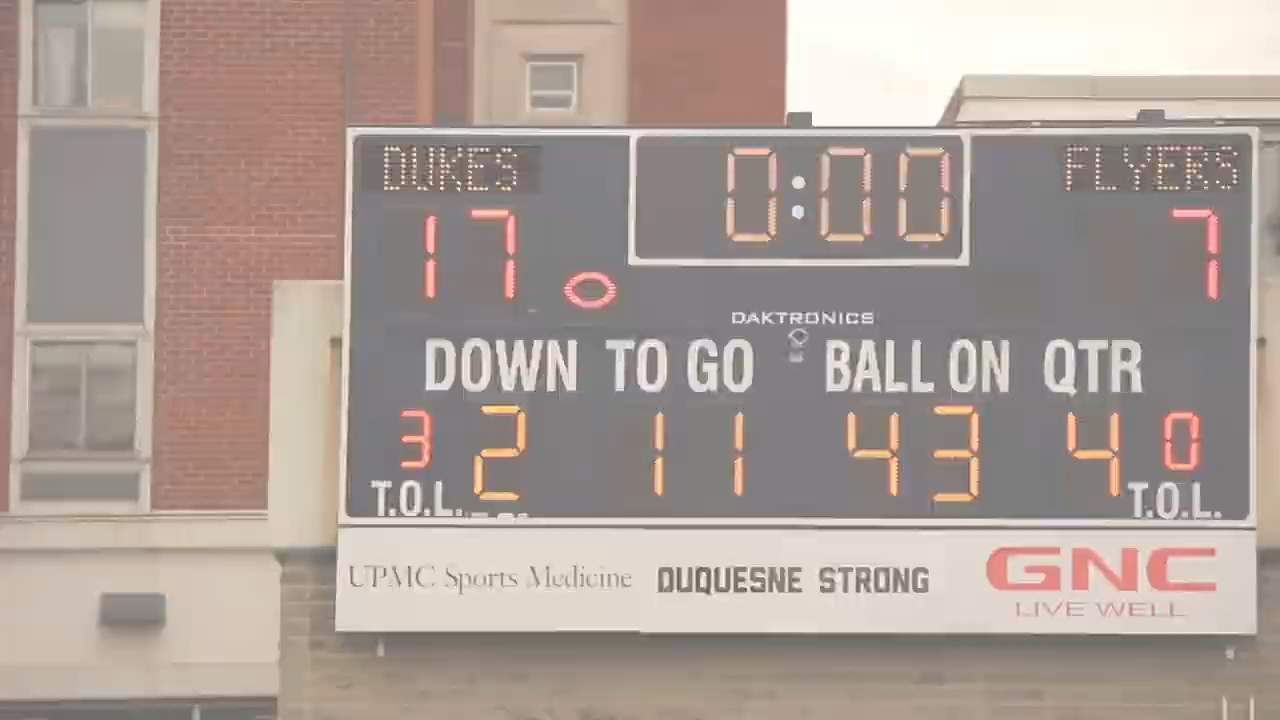 DUKES 0:00 FLYERS
17 7
DAKTRONICS
DOWN TO GO BALL ON QTR
3 2 11 43 4 0
T.O.L. T.O.L.
UPMC Sports Medicine DUQUESNE STRONG GNC
LIVE WELL